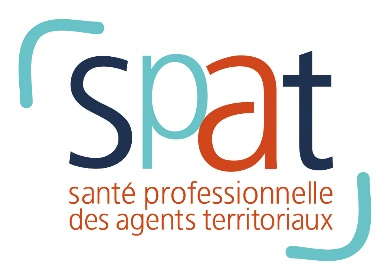 spat
santé professionnelle
des agents territoriaux